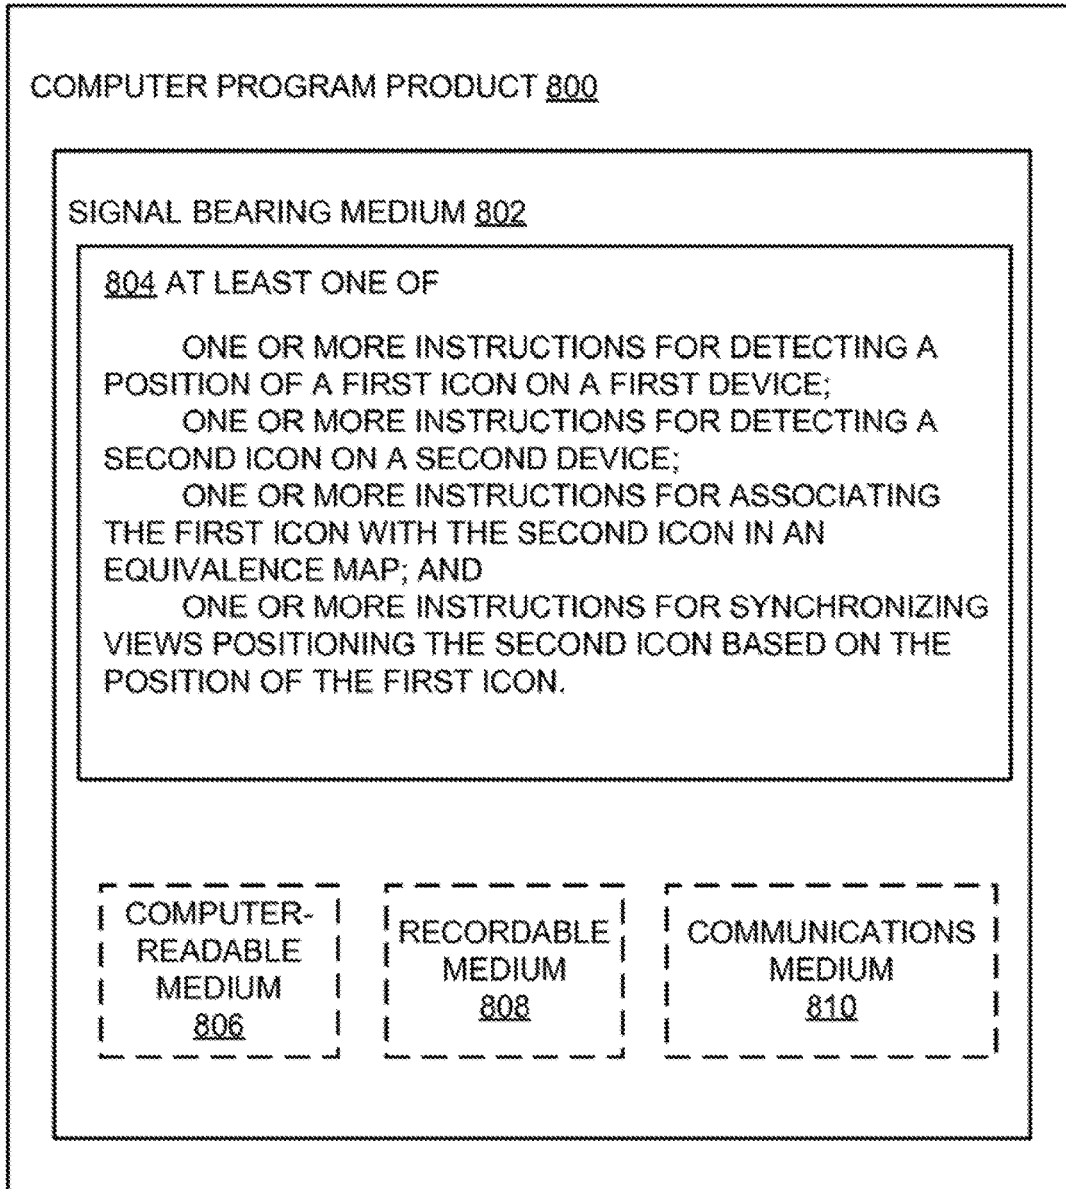 COMPUTER PROGRAM PRODUCT 800
SIGNAL BEARING MEDIUM 802
804 AT LEAST ONE OF
ONE OR MORE INSTRUCTIONS FOR DETECTING A
POSITION OF A FIRST ICON ON A FIRST DEVICE;
ONE OR MORE INSTRUCTIONS FOR DETECTING A
SECOND ICON ON A SECOND DEVICE;
ONE OR MORE INSTRUCTIONS FOR ASSOCIATING
THE FIRST ICON WITH THE SECOND ICON IN AN
EQUIVALENCE MAP; AND
ONE OR MORE INSTRUCTIONS FOR SYNCHRONIZING
VIEWS POSITIONING THE SECOND ICON BASED ON THE
POSITION OF THE FIRST ICON.
COMPUTER-
READABLE
MEDIUM
806
RECORDABLE
MEDIUM
808
COMMUNICATIONS
MEDIUM
810